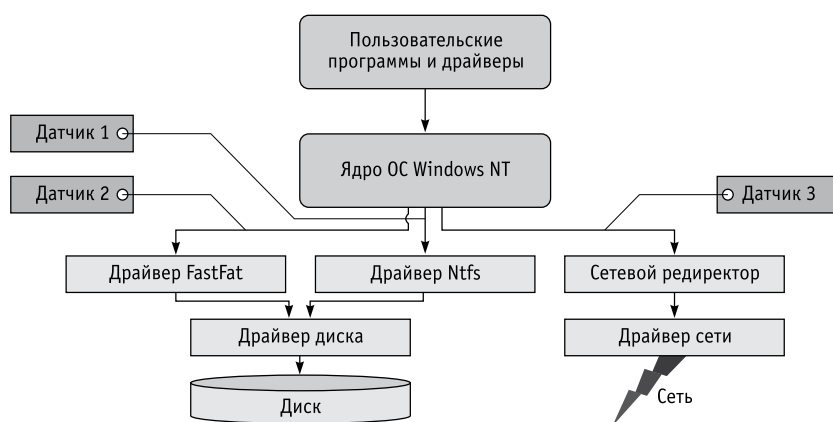 Пользовательские
программы и драйверы
Датчик 1
Ядро ОС Windows NT
Датчик 2
Датчик 3
Драйвер FastFat
Драйвер Ntfs
Сетевой редиректор
Драйвер диска
Драйвер сети
Диск
Сеть